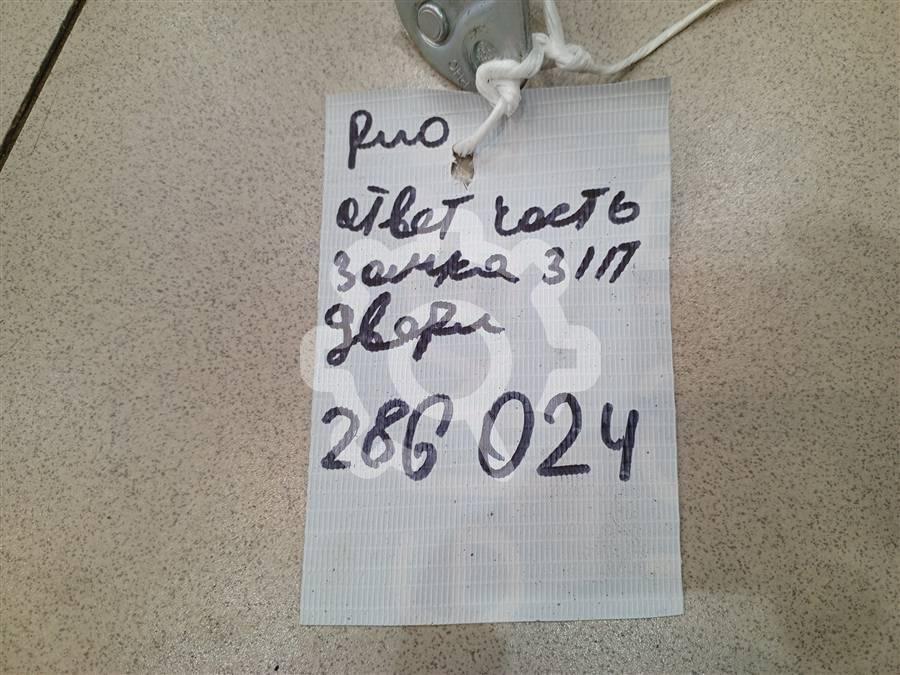 Рио
ответ часть
замка З/П
двери
286 024